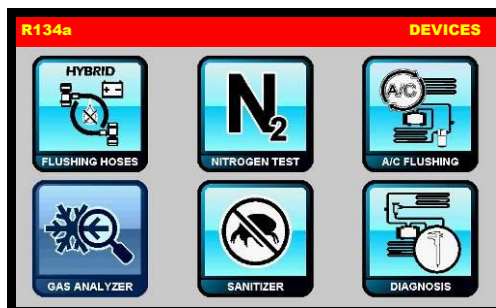 R134a DEVICES
HYBRID
FLUSHING HOSES
N2
NITROGEN TEST
A/C
A/C FLUSHING
GAS ANALYZER
SANITIZER
DIAGNOSIS